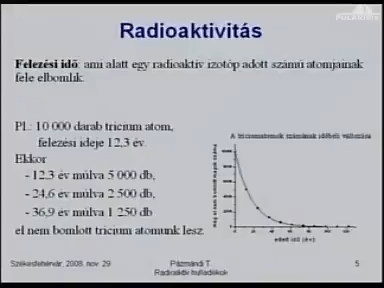 Radioaktivitás
Felezési idő: ami alatt egy radioaktív izotóp adott számú atomjainak
fele elbomlik.
Pl.: 10 000 darab trícium atom,
felezési ideje 12,3 év.
Ekkor
- 12,3 év múlva 5 000 db,
- 24,6 év múlva 2 500 db,
- 36,9 év múlva 1 250 db
el nem bomlott trícium atomunk lesz.
A tríciumatomok számának időbeli változása
eltelt idő (év)
Székesfehérvár, 2008. nov. 29.
Pázmándi T.
Radioaktív hulladékok
5